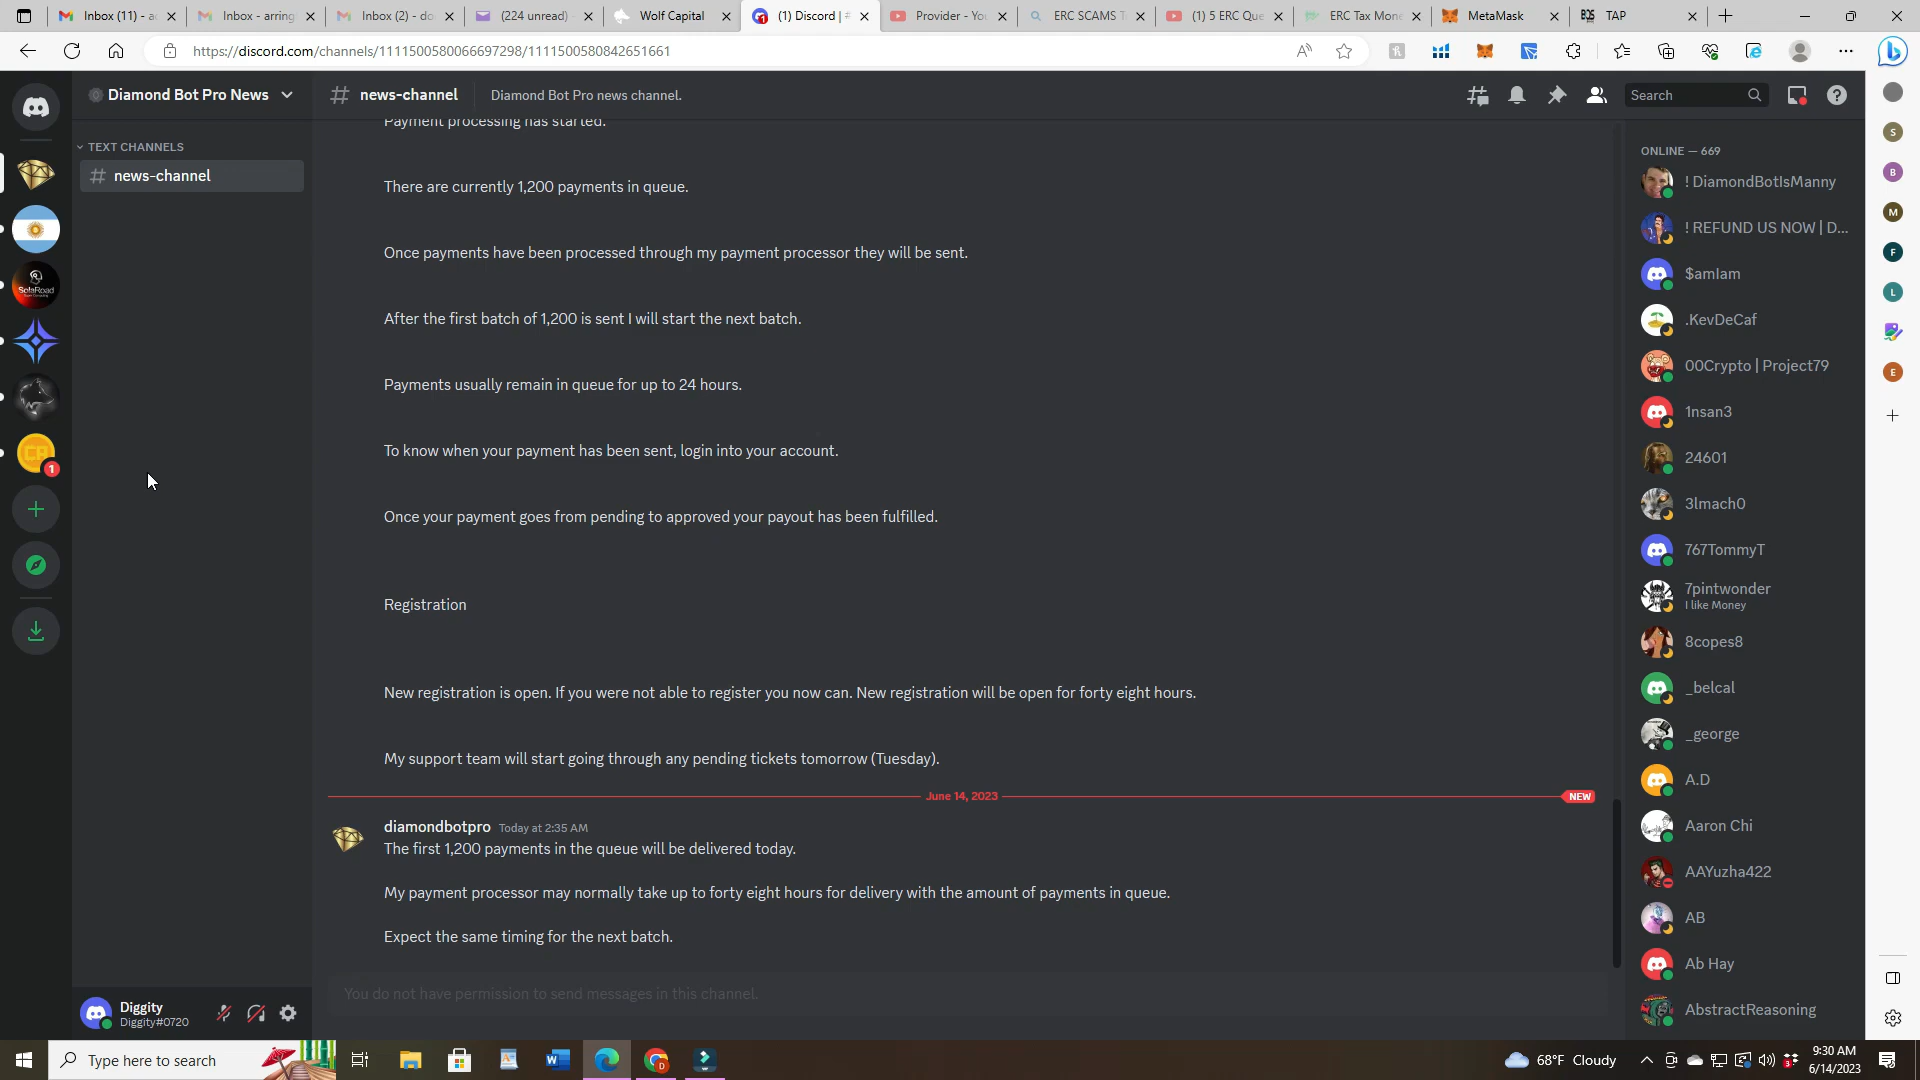 Inbox (11) - ac
Inbox - arring
Inbox (2) - do
(224 unread)
Wolf Capital
(1) Discord | #
Provider - You
ERC SCAMS T
(1) 5 ERC Que
ERC Tax Mone
MetaMask
TAP
https://discord.com/channels/1111500580066697298/1111500580842651661
Diamond Bot Pro News
news-channel
Diamond Bot Pro news channel.
Search
TEXT CHANNELS
news-channel
SolaRoad
1
Payment processing has started.
There are currently 1,200 payments in queue.
Once payments have been processed through my payment processor they will be sent.
After the first batch of 1,200 is sent I will start the next batch.
Payments usually remain in queue for up to 24 hours.
To know when your payment has been sent, login into your account.
Once your payment goes from pending to approved your payout has been fulfilled.
Registration
New registration is open. If you were not able to register you now can. New registration will be open for forty eight hours.
My support team will start going through any pending tickets tomorrow (Tuesday).
June 14, 2023
NEW
diamondbotpro Today at 2:35 AM
The first 1,200 payments in the queue will be delivered today.
My payment processor may normally take up to forty eight hours for delivery with the amount of payments in queue.
Expect the same timing for the next batch.
You do not have permission to send messages in this channel.
Diggity
Diggity#0720
ONLINE — 669
! DiamondBotIsManny
! REFUND US NOW | D...
$amIam
.KevDeCaf
00Crypto | Project79
1nsan3
24601
3lmach0
767TommyT
7pintwonder
I like Money
8copes8
_belcal
_george
A.D
Aaron Chi
AAYuzha422
AB
Ab Hay
AbstractReasoning
S
B
M
F
L
E
Type here to search
68°F Cloudy
9:30 AM
6/14/2023